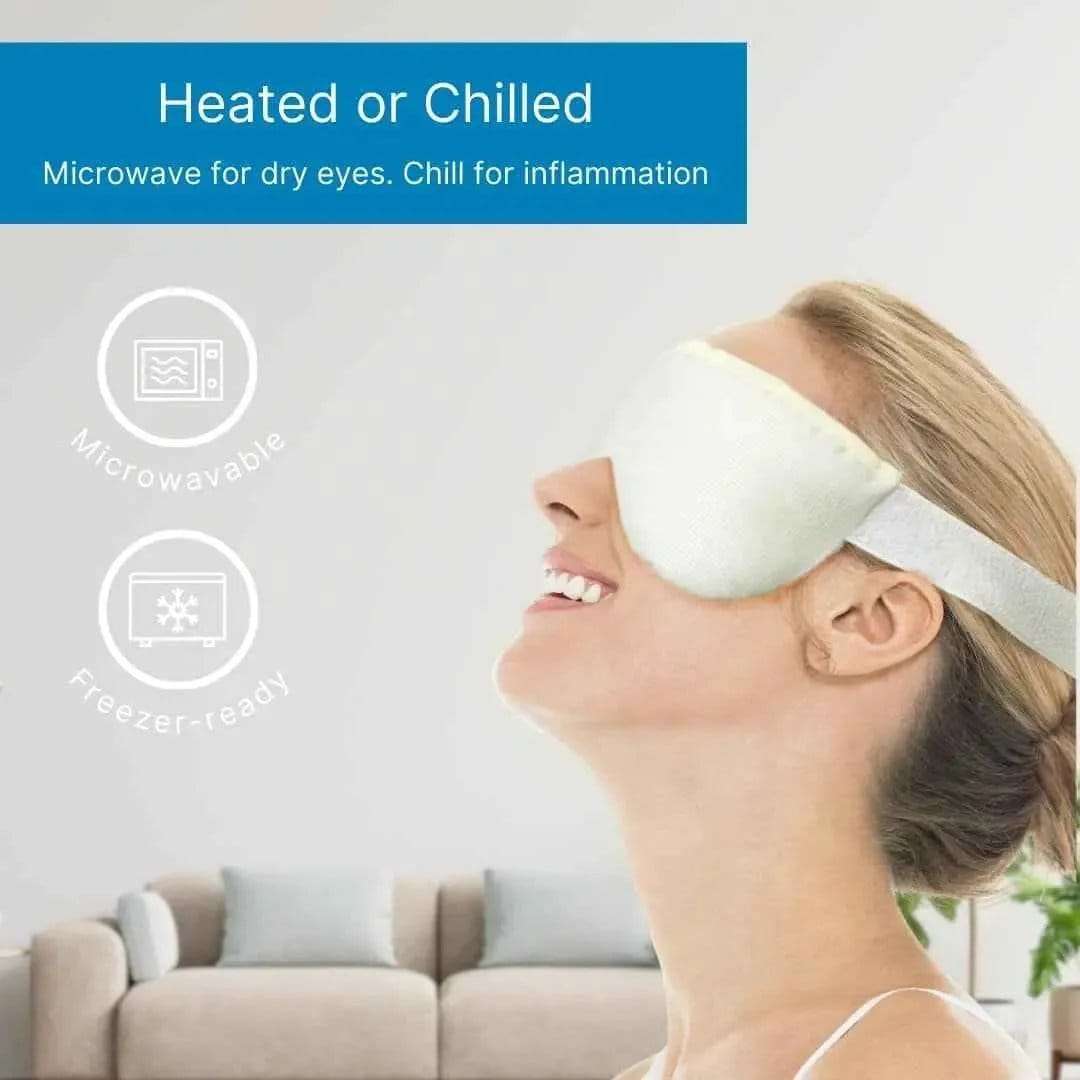 Heated or Chilled
Microwave for dry eyes. Chill for inflammation
Microwavable
Freezer-ready